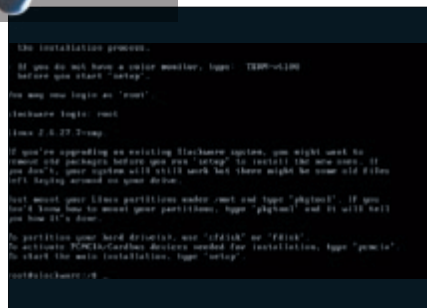 the installation process.
If you do not have a color monitor, type: TERM=vt100
before you start 'setup'.
You may now login as 'root'.
slackware login: root
Linux 2.6.27.7-smp.
If you're upgrading an existing Slackware system, you might want to
remove old packages before you run 'setup' to install the new ones. If
you don't, your system will still work but there might be some old files
left laying around on your drive.
Just mount your Linux partitions under /mnt and type 'pkgtool'. If you
don't know how to mount your partitions, type 'pkgtool' and it will tell
you how it's done.
To partition your hard drive(s), use 'cfdisk' or 'fdisk'.
To activate PCMCIA/Cardbus devices needed for installation, type 'pcmcia'.
To start the main installation, type 'setup'.
root@slackware:/#